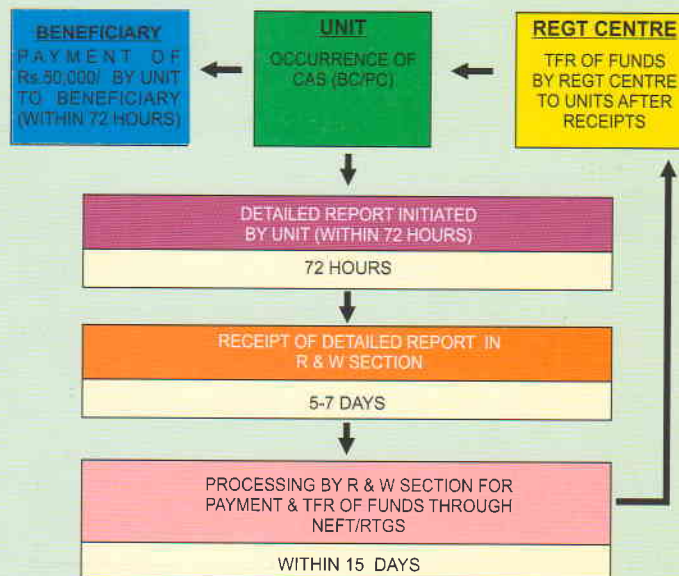 BENEFICIARY
PAYMENT OF
Rs.50,000/ BY UNIT
TO BENEFICIARY
(WITHIN 72 HOURS)
UNIT
OCCURRENCE OF
CAS (BC/PC)
REGT CENTRE
TFR OF FUNDS
BY REGT CENTRE
TO UNITS AFTER
RECEIPTS
DETAILED REPORT INITIATED
BY UNIT (WITHIN 72 HOURS)
72 HOURS
RECEIPT OF DETAILED REPORT IN
R & W SECTION
5-7 DAYS
PROCESSING BY R & W SECTION FOR
PAYMENT & TFR OF FUNDS THROUGH
NEFT/RTGS
WITHIN 15 DAYS